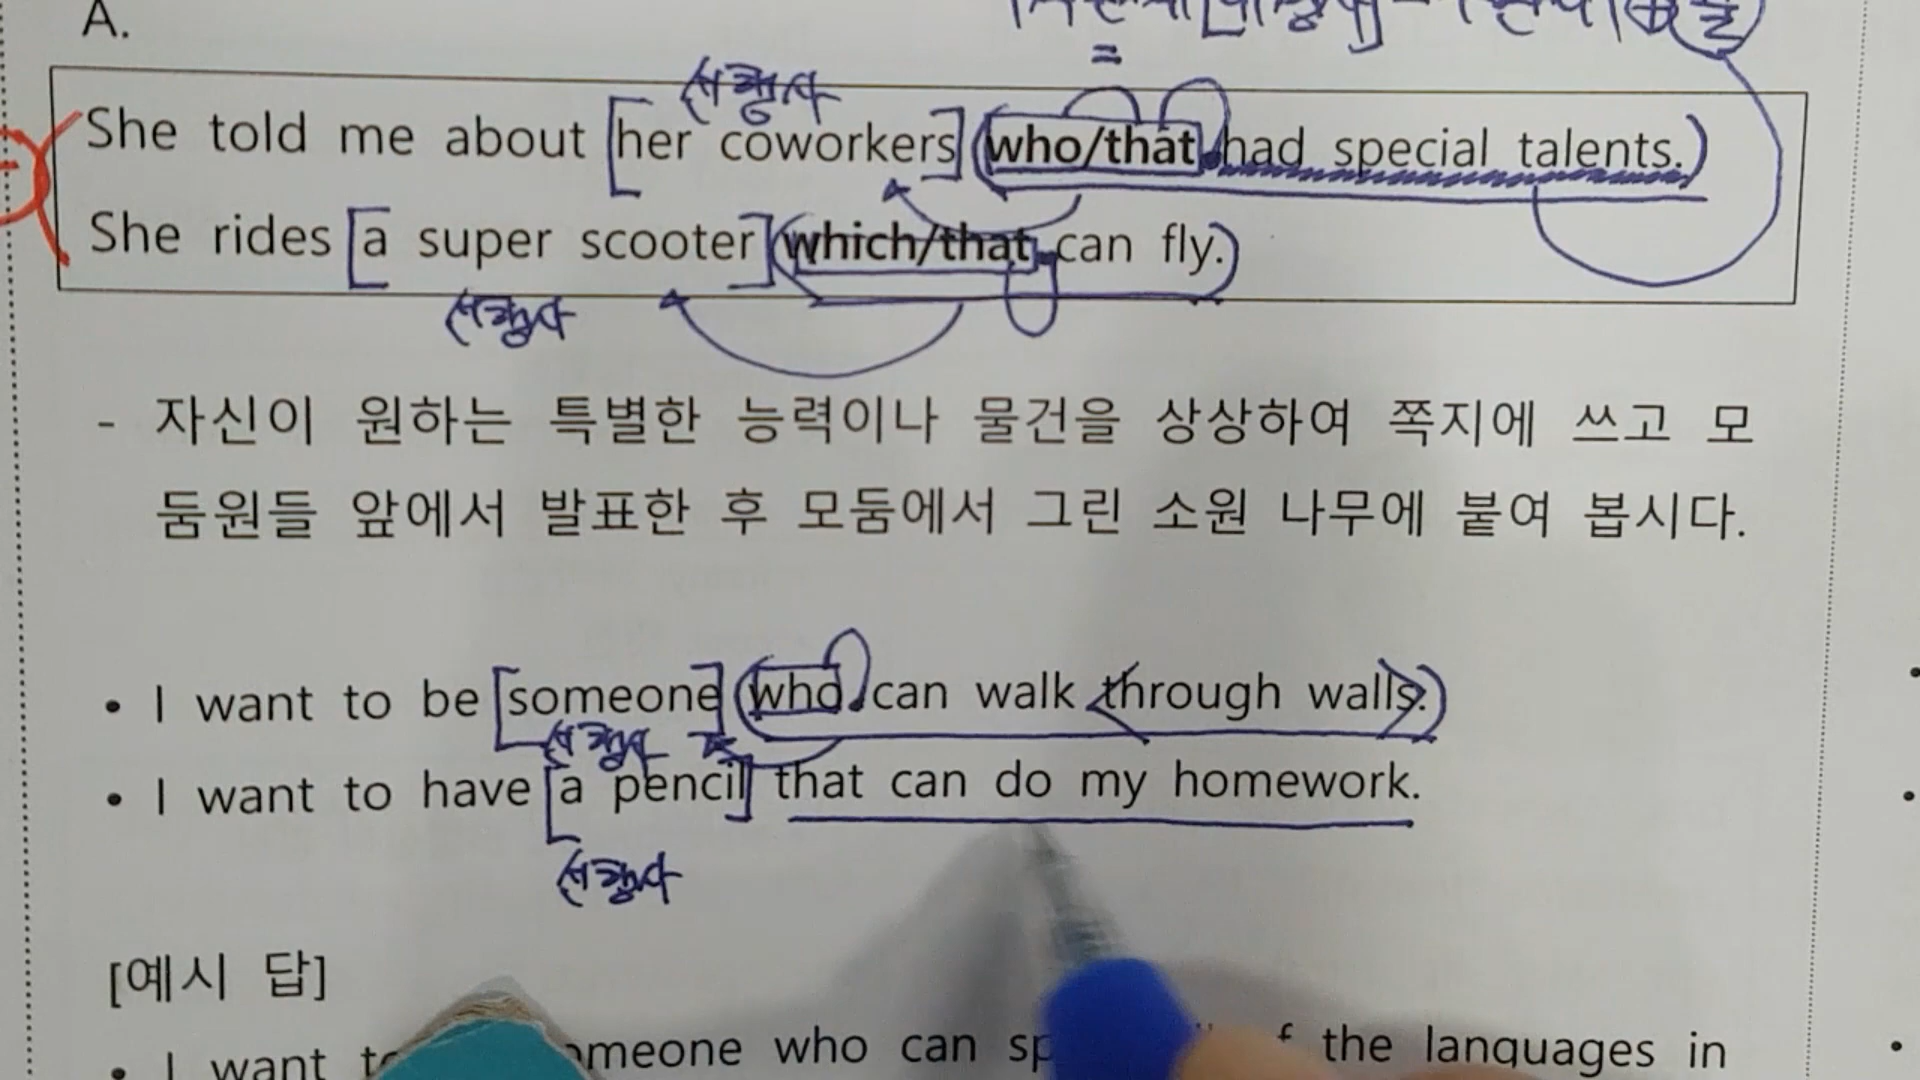 A.
선행사
She told me about [her coworkers] (who/that had special talents.)
She rides [a super scooter] (which/that can fly.)
선행사
- 자신이 원하는 특별한 능력이나 물건을 상상하여 쪽지에 쓰고 모
둠원들 앞에서 발표한 후 모둠에서 그린 소원 나무에 붙여 봅시다.
• I want to be [someone] (who can walk <through walls.>)
선행사
• I want to have [a pencil] that can do my homework.
선행사
[예시 답]
• I want who can the languages in